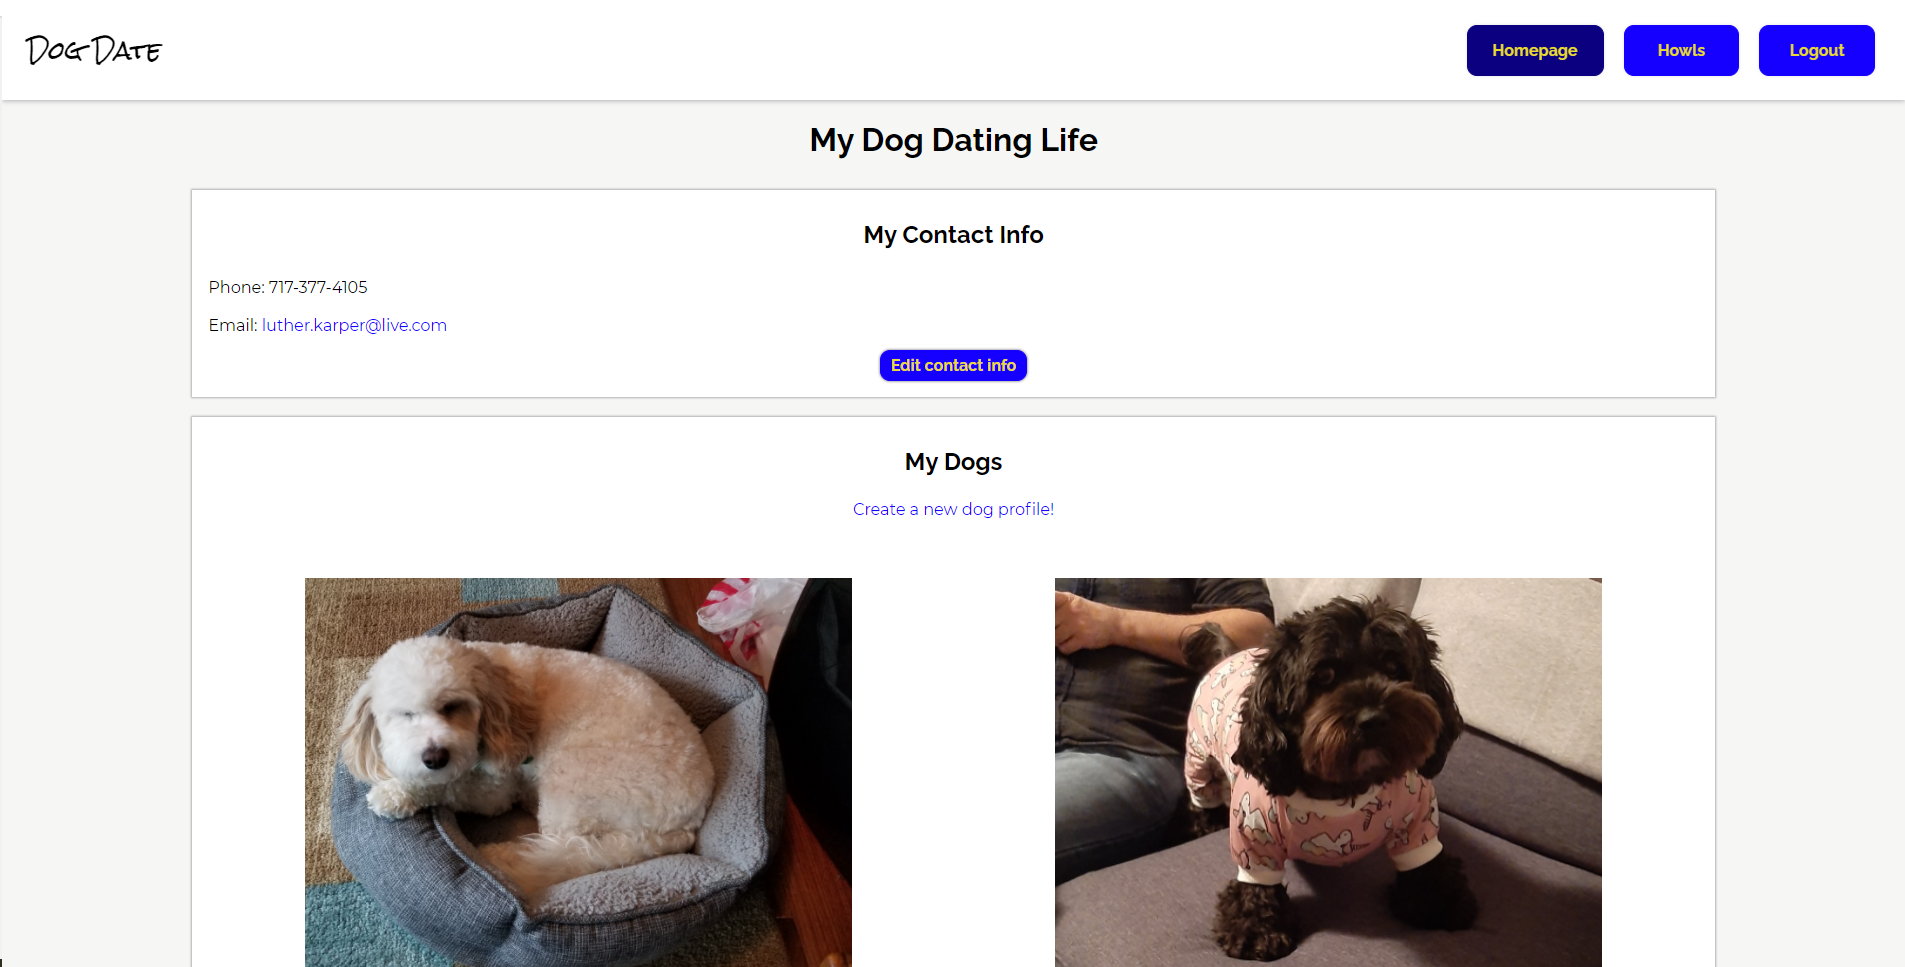 Dog Date
Homepage
Howls
Logout
My Dog Dating Life
My Contact Info
Phone: 717-377-4105
Email: luther.karper@live.com
Edit contact info
My Dogs
Create a new dog profile!